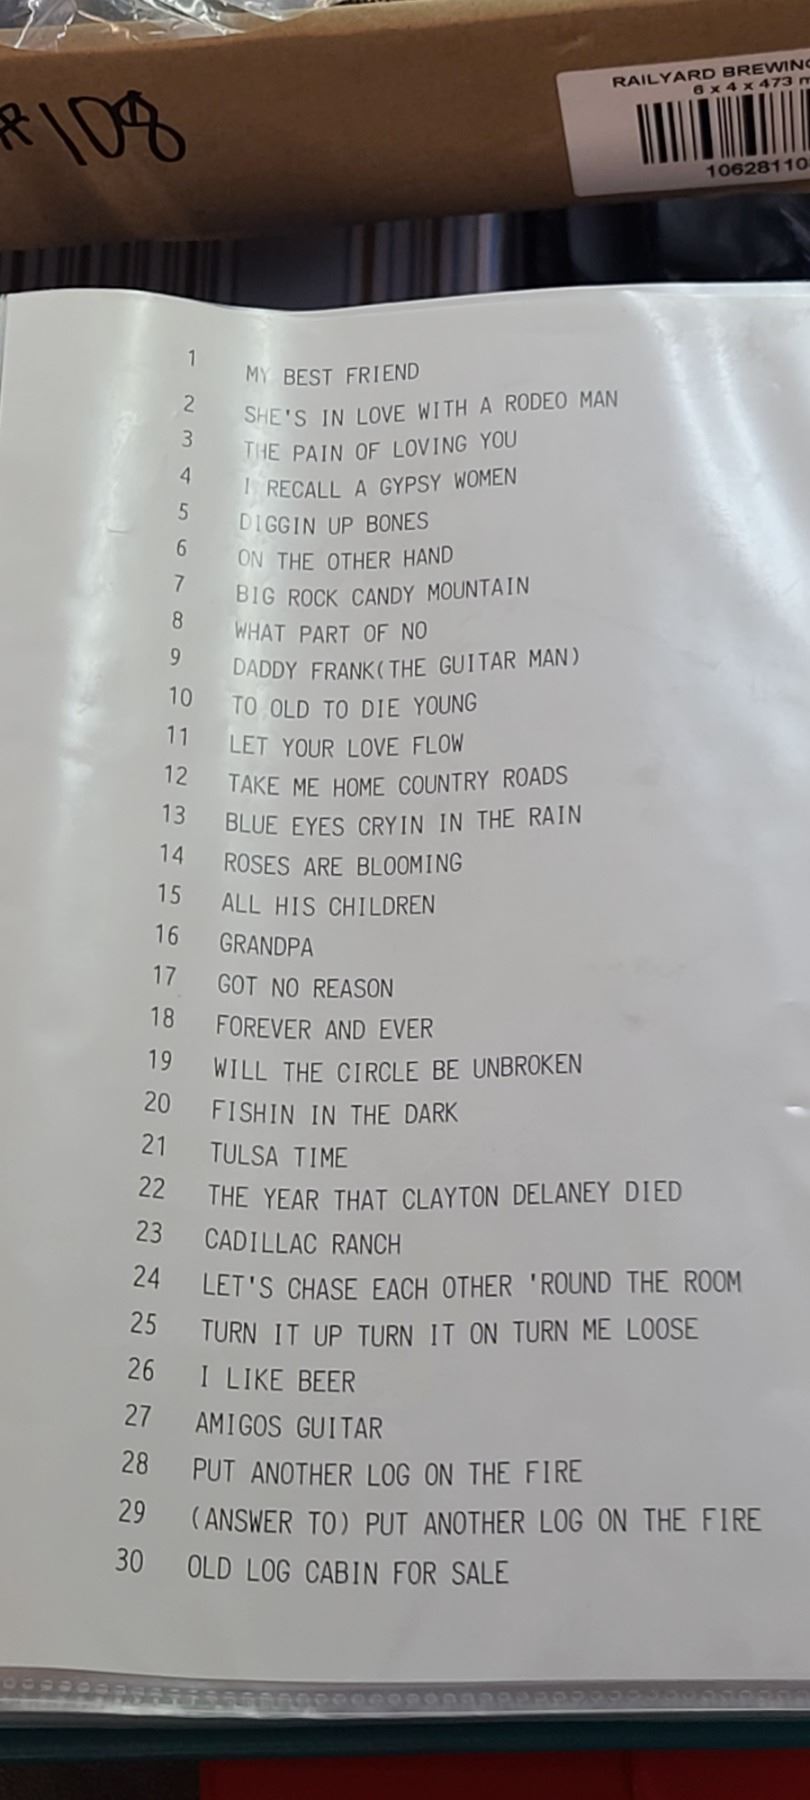 #108
RAILYARD BREWING
6 x 4 x 473 m
10628110
1 MY BEST FRIEND
2 SHE'S IN LOVE WITH A RODEO MAN
3 THE PAIN OF LOVING YOU
4 I RECALL A GYPSY WOMEN
5 DIGGIN UP BONES
6 ON THE OTHER HAND
7 BIG ROCK CANDY MOUNTAIN
8 WHAT PART OF NO
9 DADDY FRANK(THE GUITAR MAN)
10 TO OLD TO DIE YOUNG
11 LET YOUR LOVE FLOW
12 TAKE ME HOME COUNTRY ROADS
13 BLUE EYES CRYIN IN THE RAIN
14 ROSES ARE BLOOMING
15 ALL HIS CHILDREN
16 GRANDPA
17 GOT NO REASON
18 FOREVER AND EVER
19 WILL THE CIRCLE BE UNBROKEN
20 FISHIN IN THE DARK
21 TULSA TIME
22 THE YEAR THAT CLAYTON DELANEY DIED
23 CADILLAC RANCH
24 LET'S CHASE EACH OTHER 'ROUND THE ROOM
25 TURN IT UP TURN IT ON TURN ME LOOSE
26 I LIKE BEER
27 AMIGOS GUITAR
28 PUT ANOTHER LOG ON THE FIRE
29 (ANSWER TO) PUT ANOTHER LOG ON THE FIRE
30 OLD LOG CABIN FOR SALE